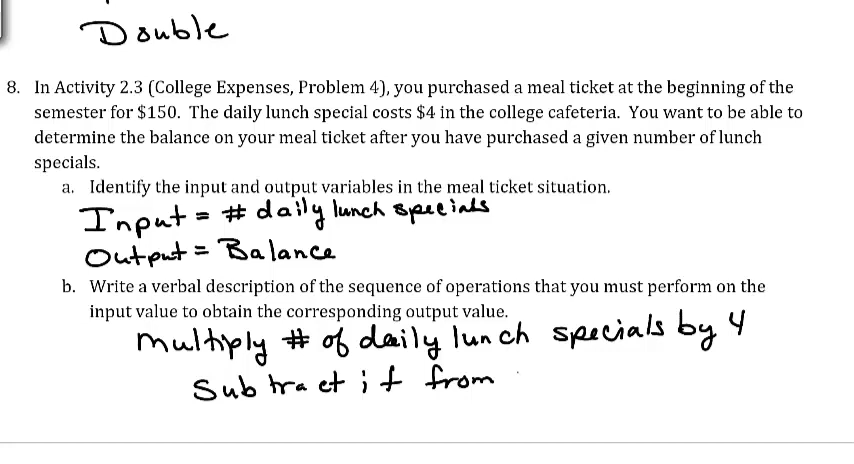 Double
8. In Activity 2.3 (College Expenses, Problem 4), you purchased a meal ticket at the beginning of the
semester for $150. The daily lunch special costs $4 in the college cafeteria. You want to be able to
determine the balance on your meal ticket after you have purchased a given number of lunch
specials.
a. Identify the input and output variables in the meal ticket situation.
Input = # daily lunch specials
Output = Balance
b. Write a verbal description of the sequence of operations that you must perform on the
input value to obtain the corresponding output value.
multiply # of daily lunch specials by 4
Subtract it from